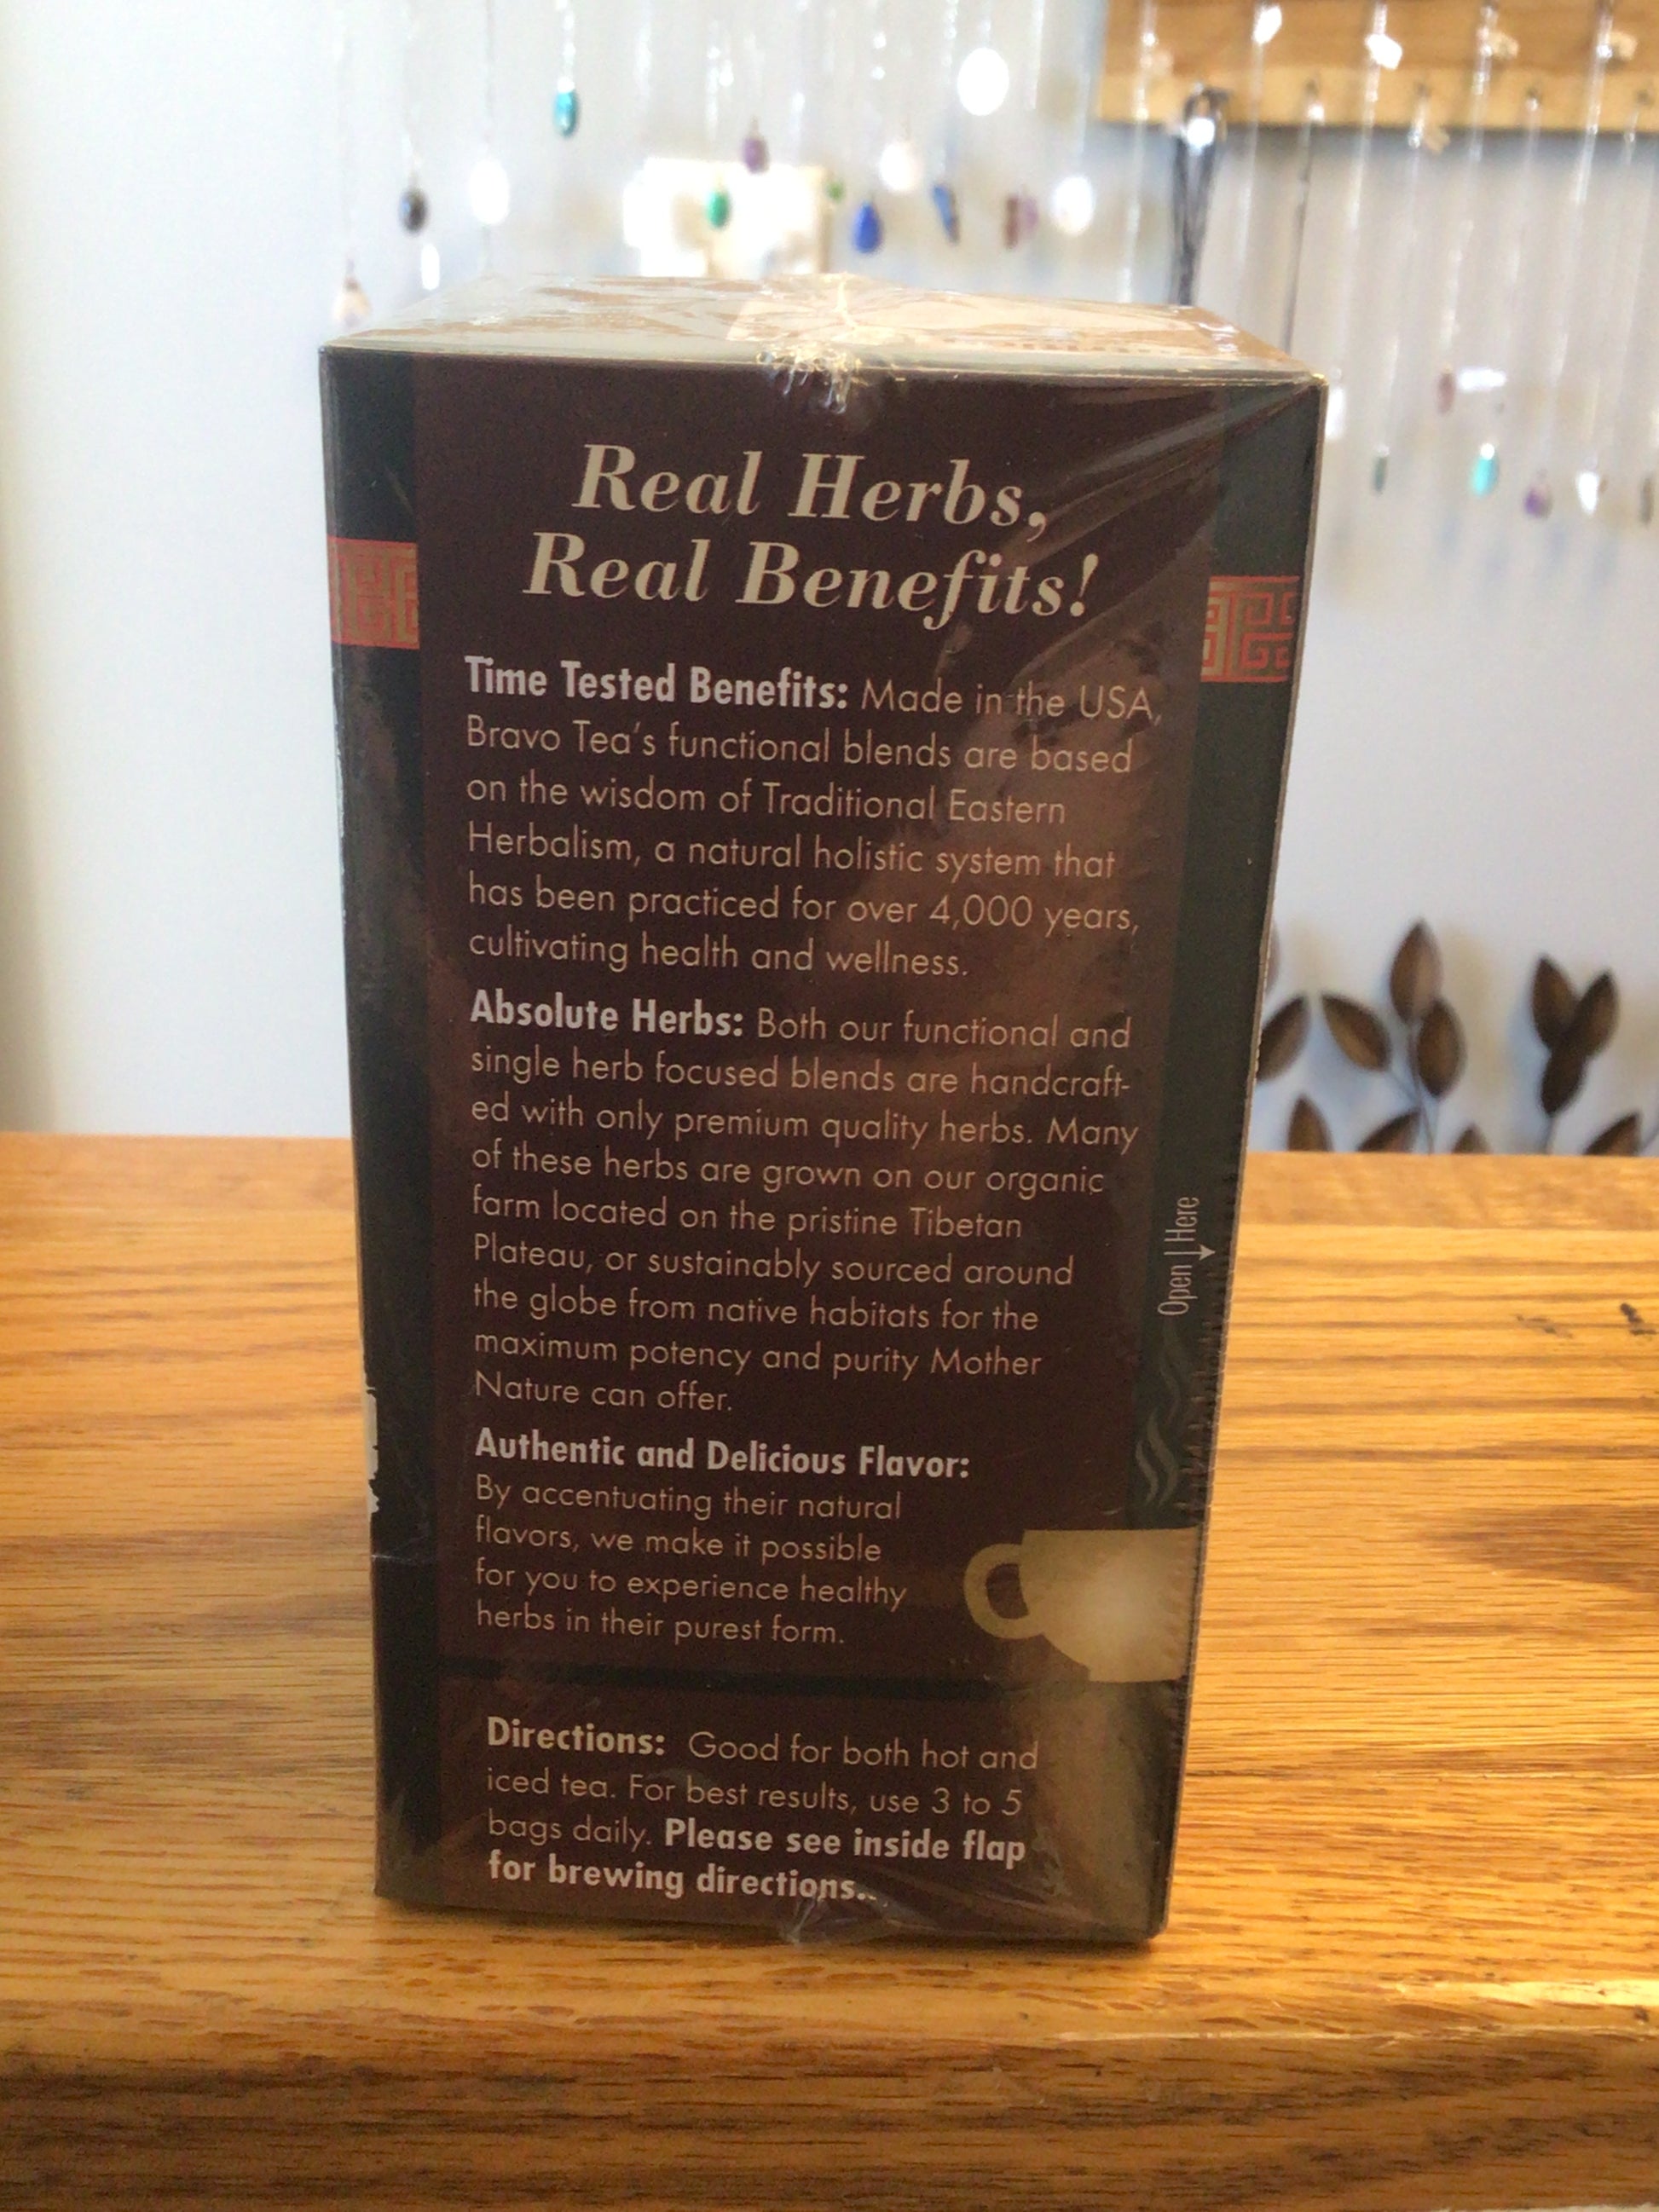 Real Herbs,
Real Benefits!
Time Tested Benefits: Made in the USA,
Bravo Tea's functional blends are based
on the wisdom of Traditional Eastern
Herbalism, a natural holistic system that
has been practiced for over 4,000 years,
cultivating health and wellness.
Absolute Herbs: Both our functional and
single herb focused blends are handcraft-
ed with only premium quality herbs. Many
of these herbs are grown on our organic
farm located on the pristine Tibetan
Plateau, or sustainably sourced around
the globe from native habitats for the
maximum potency and purity Mother
Nature can offer.
Authentic and Delicious Flavor:
By accentuating their natural
flavors, we make it possible
for you to experience healthy
herbs in their purest form.
Directions: Good for both hot and
iced tea. For best results, use 3 to 5
bags daily. Please see inside flap
for brewing directions..
Open Here